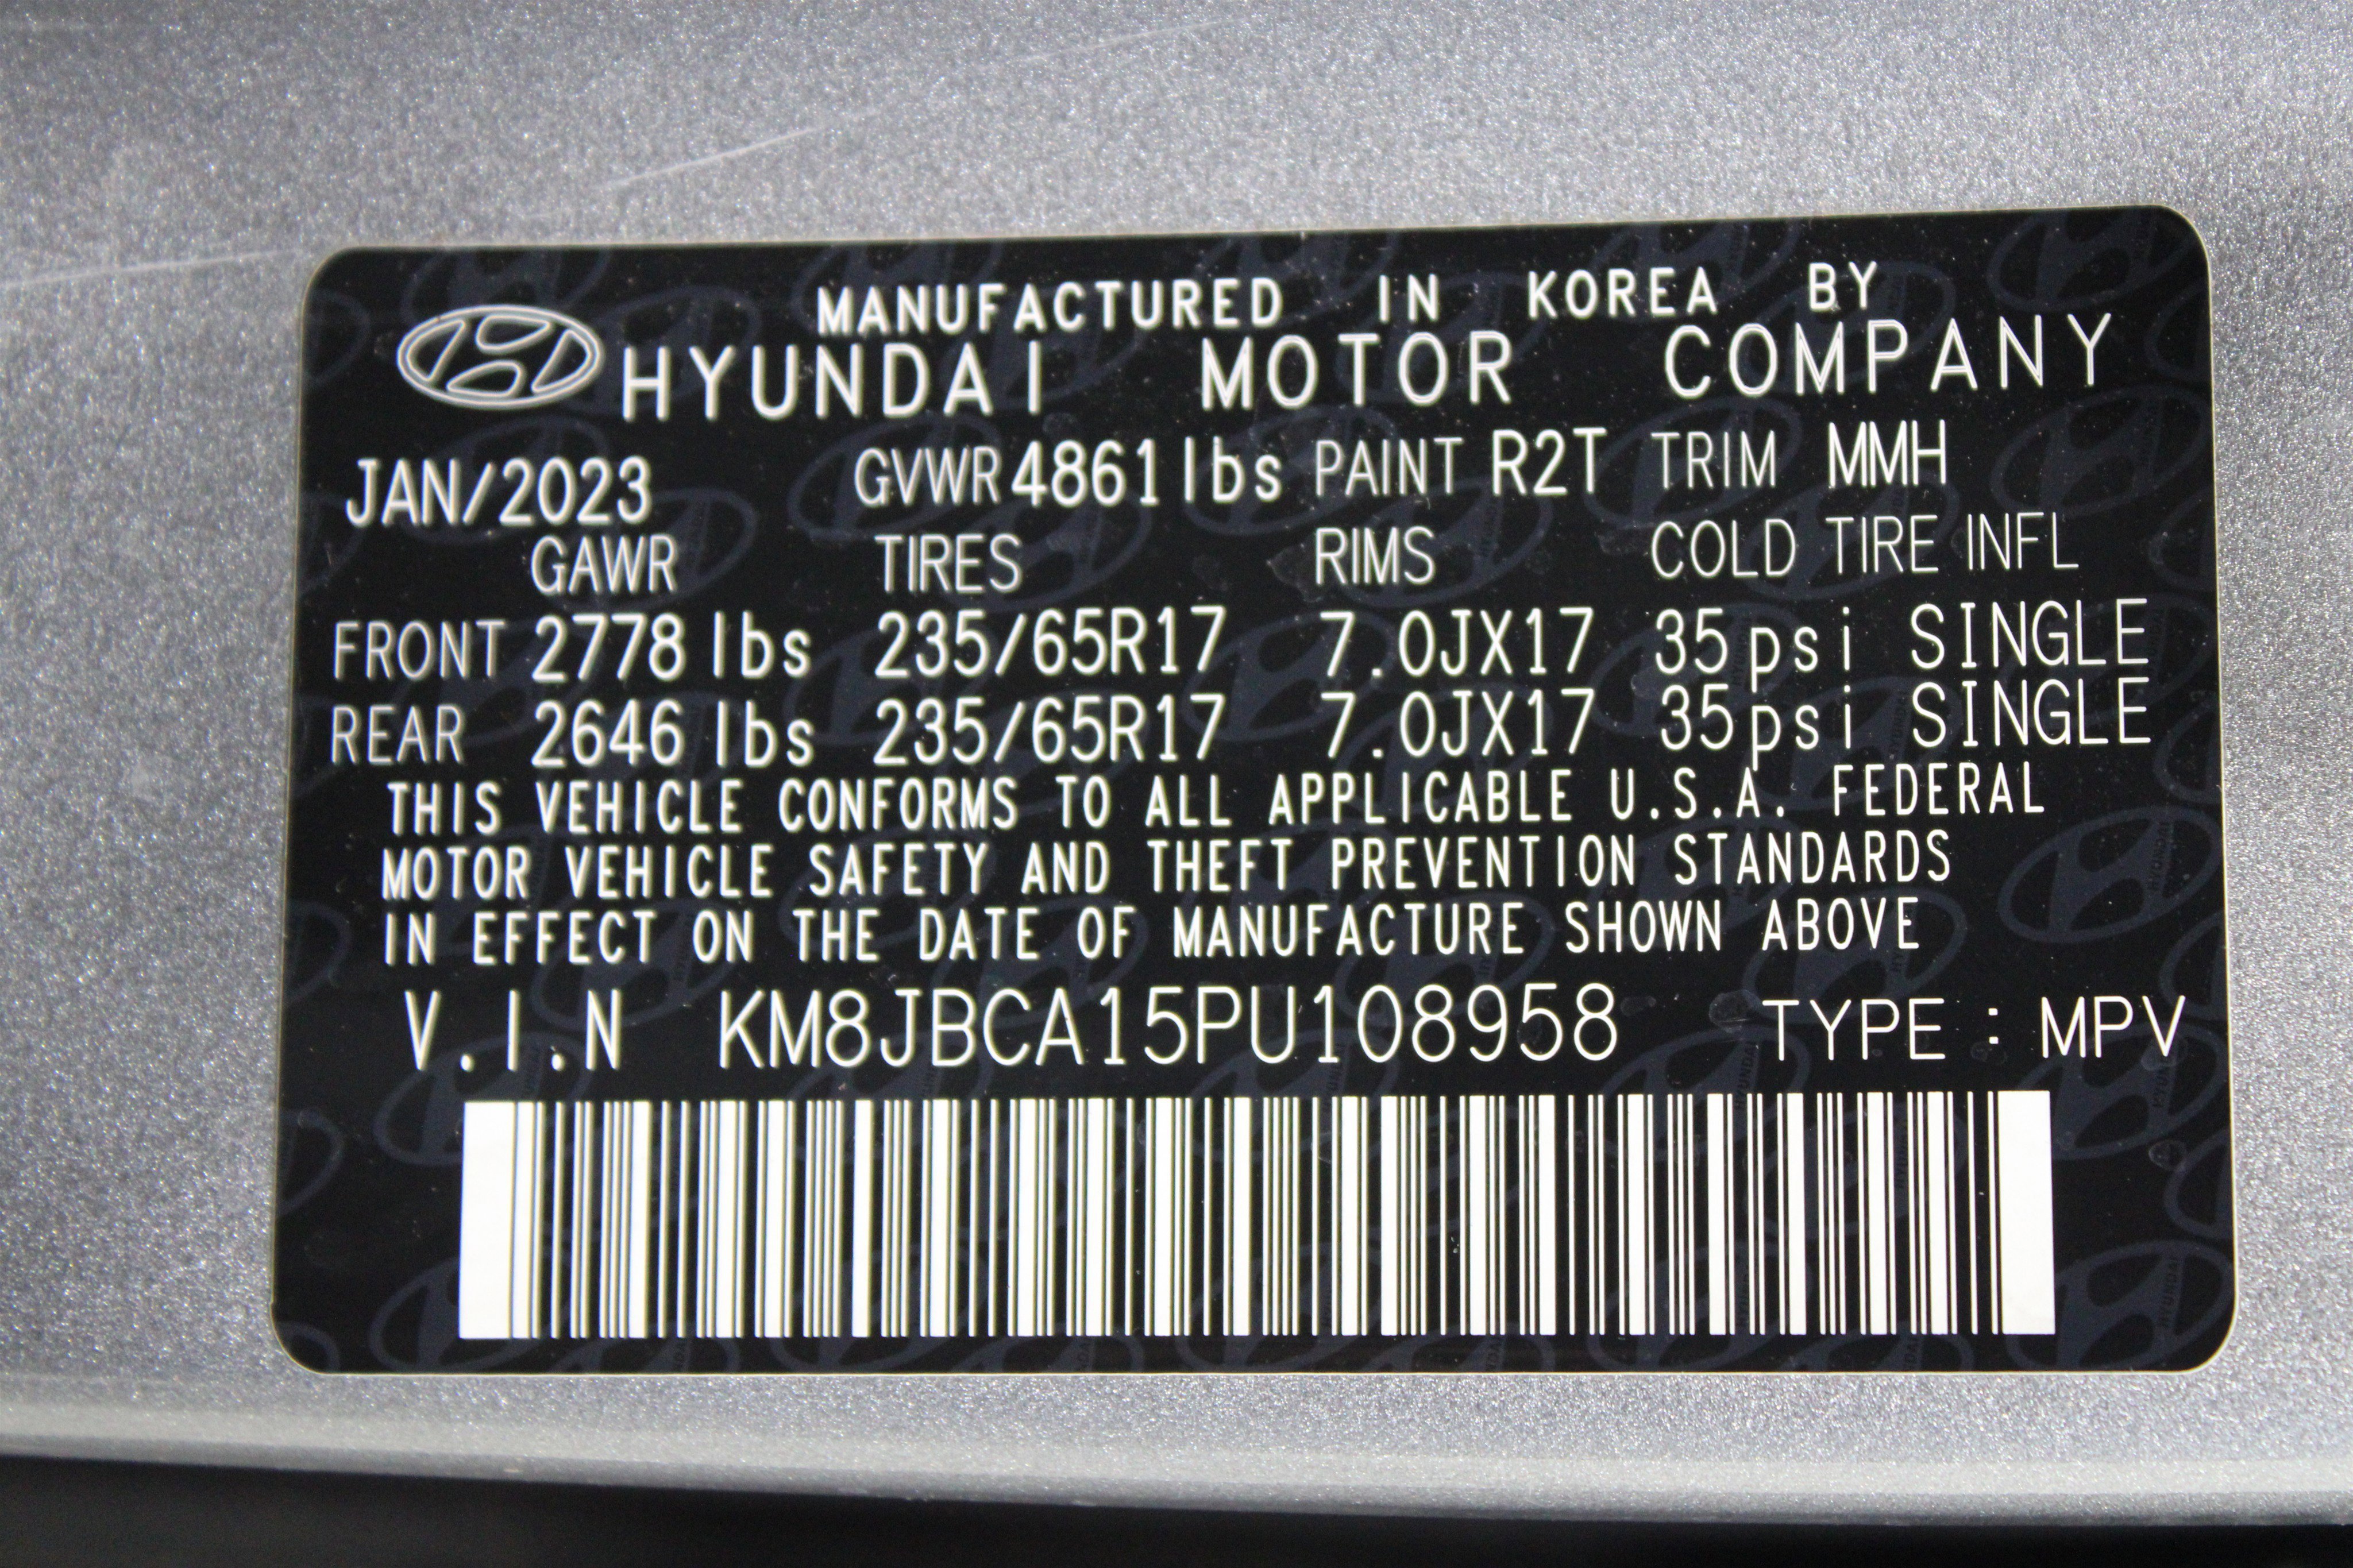 MANUFACTURED IN KOREA BY
HYUNDAI MOTOR COMPANY
JAN/2023 GVWR 4861 lbs PAINT R2T TRIM MMH
GAWR TIRES RIMS COLD TIRE INFL
FRONT 2778 lbs 235/65R17 7.0JX17 35psi SINGLE
REAR 2646 lbs 235/65R17 7.0JX17 35psi SINGLE
THIS VEHICLE CONFORMS TO ALL APPLICABLE U.S.A. FEDERAL
MOTOR VEHICLE SAFETY AND THEFT PREVENTION STANDARDS
IN EFFECT ON THE DATE OF MANUFACTURE SHOWN ABOVE
V.I.N KM8JBCA15PU108958 TYPE : MPV